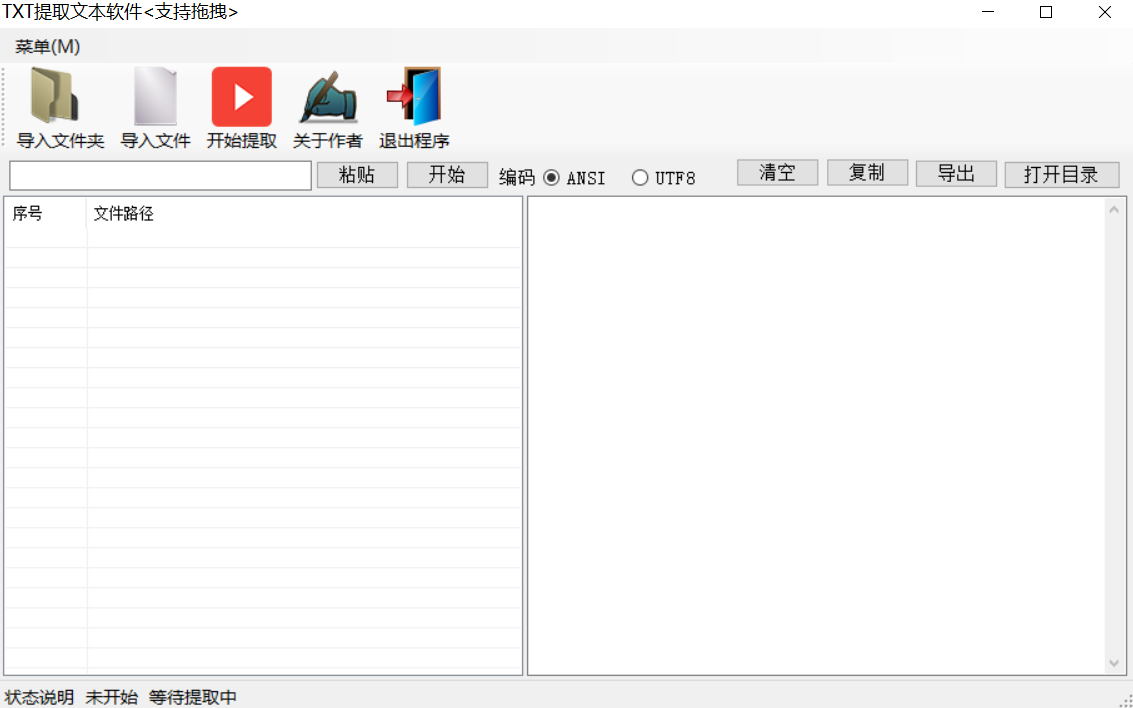 TXT提取文本软件<支持拖拽>
菜单(M)
导入文件夹 导入文件 开始提取 关于作者 退出程序
粘贴 开始 编码 ANSI UTF8 清空 复制 导出 打开目录
序号 文件路径
状态说明 未开始 等待提取中